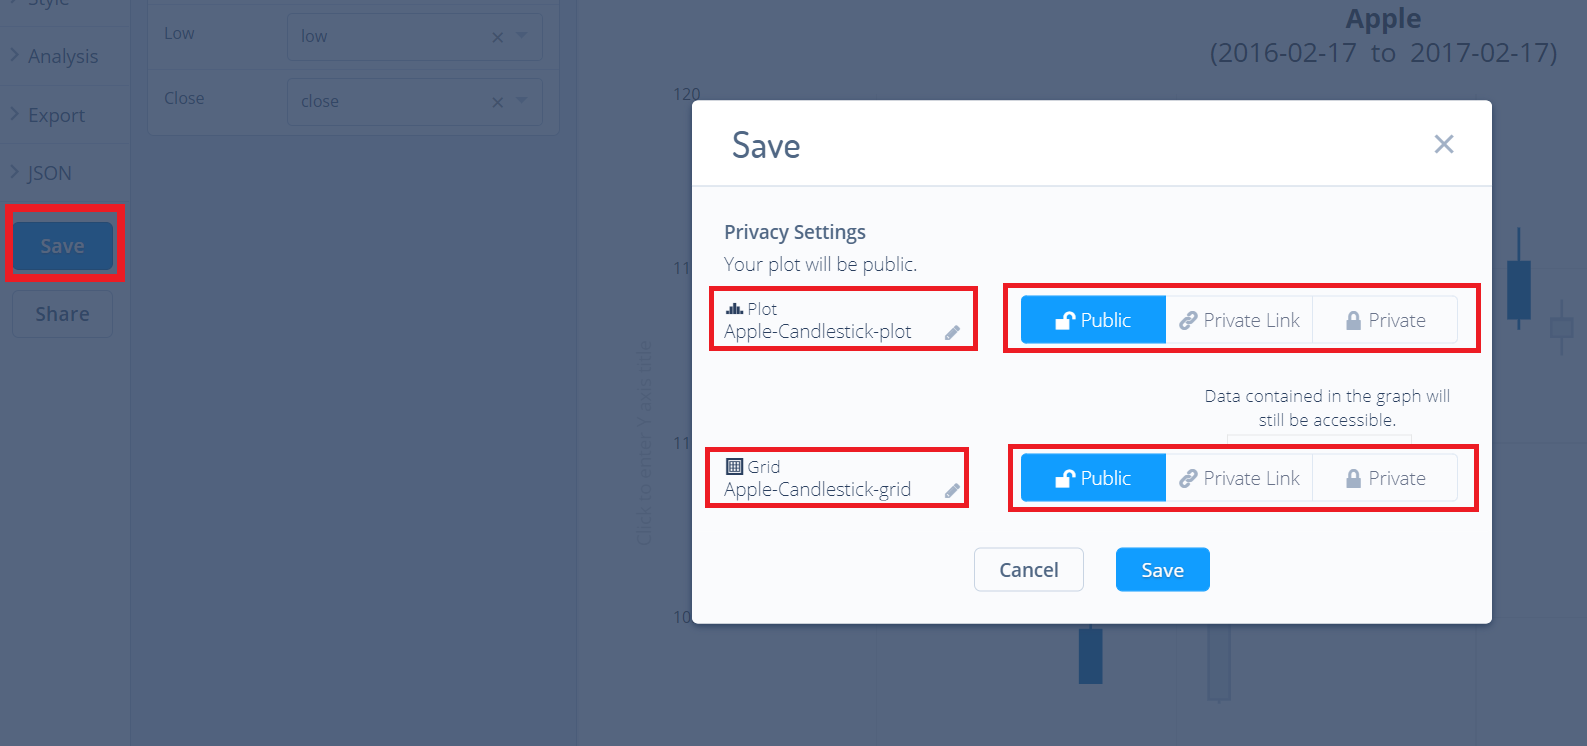 Style
Analysis
Export
JSON
Save
Share
Low
low
Close
close
Apple
(2016-02-17 to 2017-02-17)
120
11
11
10
Click to enter Y axis title
Save
Privacy Settings
Your plot will be public.
Plot
Apple-Candlestick-plot
Public
Private Link
Private
Data contained in the graph will
still be accessible.
Grid
Apple-Candlestick-grid
Public
Private Link
Private
Cancel
Save